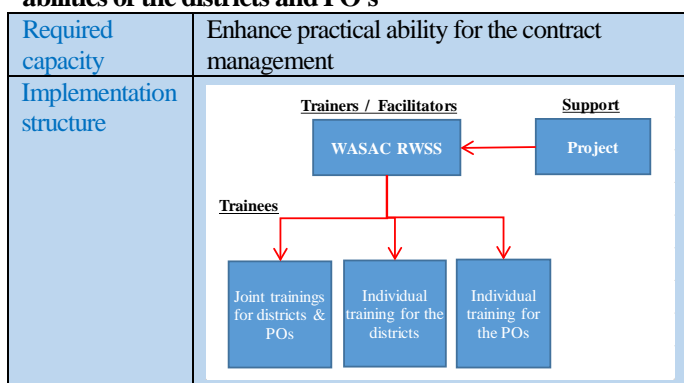 abilities of the districts and PO's
Required
capacity
Enhance practical ability for the contract
management
Implementation
structure
Trainers / Facilitators
Support
WASAC RWSS
Project
Trainees
Joint trainings
for districts &
POs
Individual
training for the
districts
Individual
training for
the POs